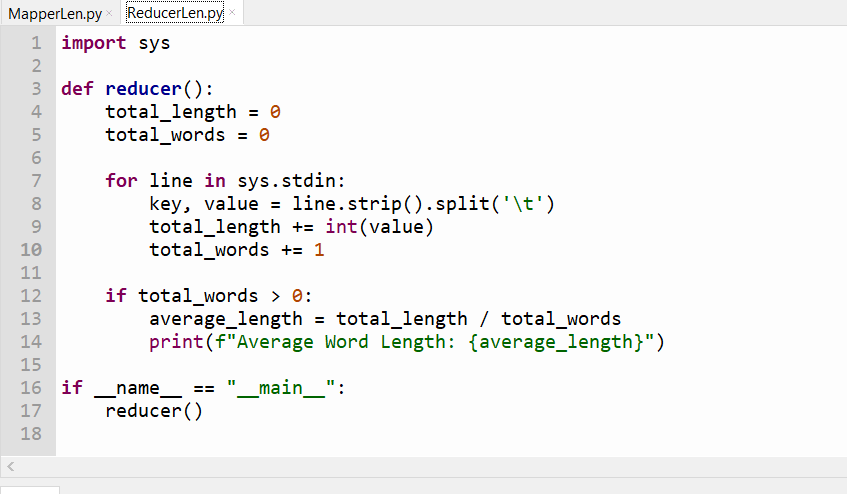 MapperLen.py × ReducerLen.py ×
1 import sys
2
3 def reducer():
4     total_length = 0
5     total_words = 0
6
7     for line in sys.stdin:
8         key, value = line.strip().split('\t')
9         total_length += int(value)
10         total_words += 1
11
12     if total_words > 0:
13         average_length = total_length / total_words
14         print(f"Average Word Length: {average_length}")
15
16 if __name__ == "__main__":
17     reducer()
18